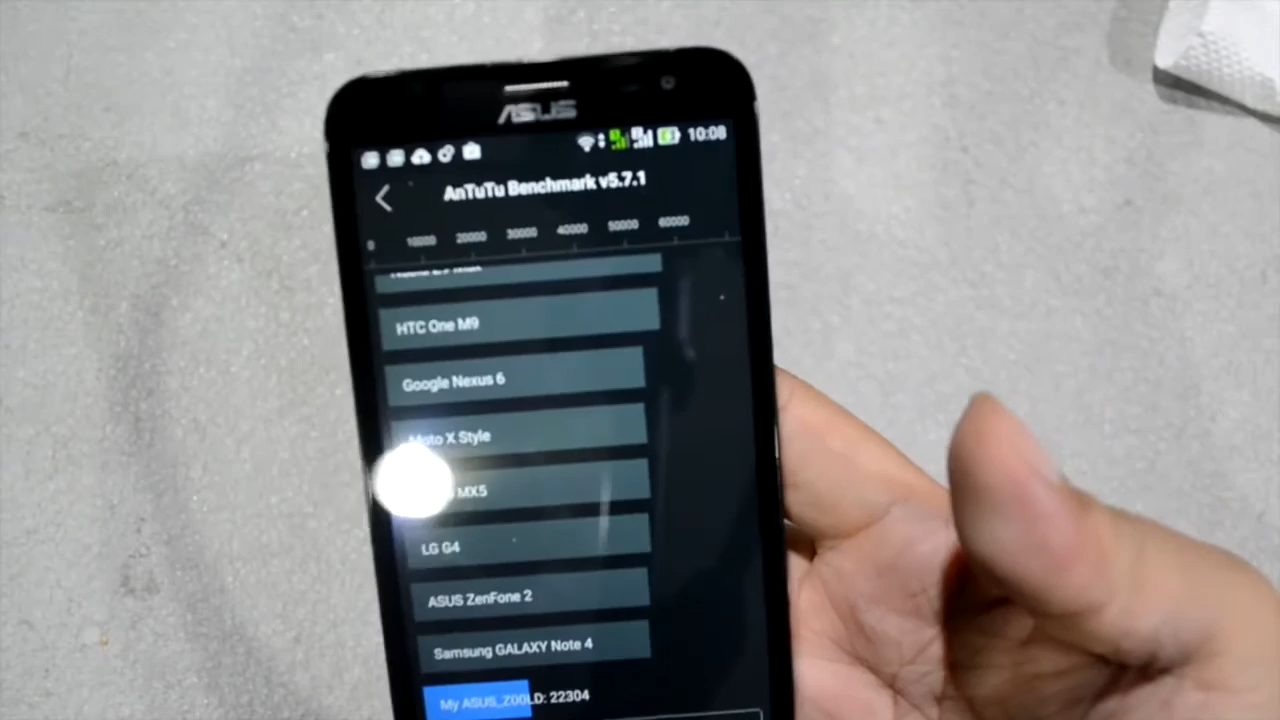 ASUS
10:08
AnTuTu Benchmark v5.7.1
0 10000 20000 30000 40000 50000 60000
HTC One M9
Google Nexus 6
Moto X Style
MX5
LG G4
ASUS ZenFone 2
Samsung GALAXY Note 4
My ASUS_Z00LD: 22304